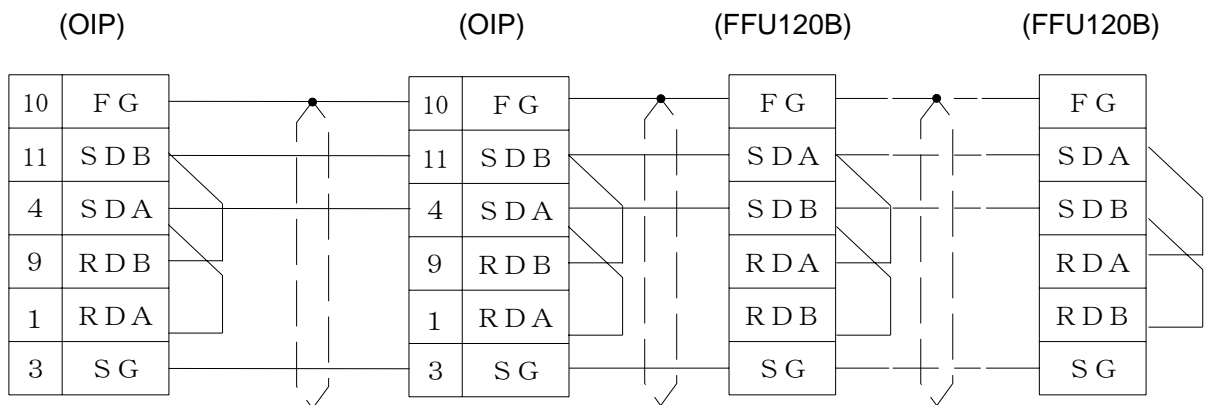 (OIP) (OIP) (FFU120B) (FFU120B)
10 FG 10 FG FG FG
11 SDB 11 SDB SDA SDA
4 SDA 4 SDA SDB SDB
9 RDB 9 RDB RDA RDA
1 RDA 1 RDA RDB RDB
3 SG 3 SG SG SG